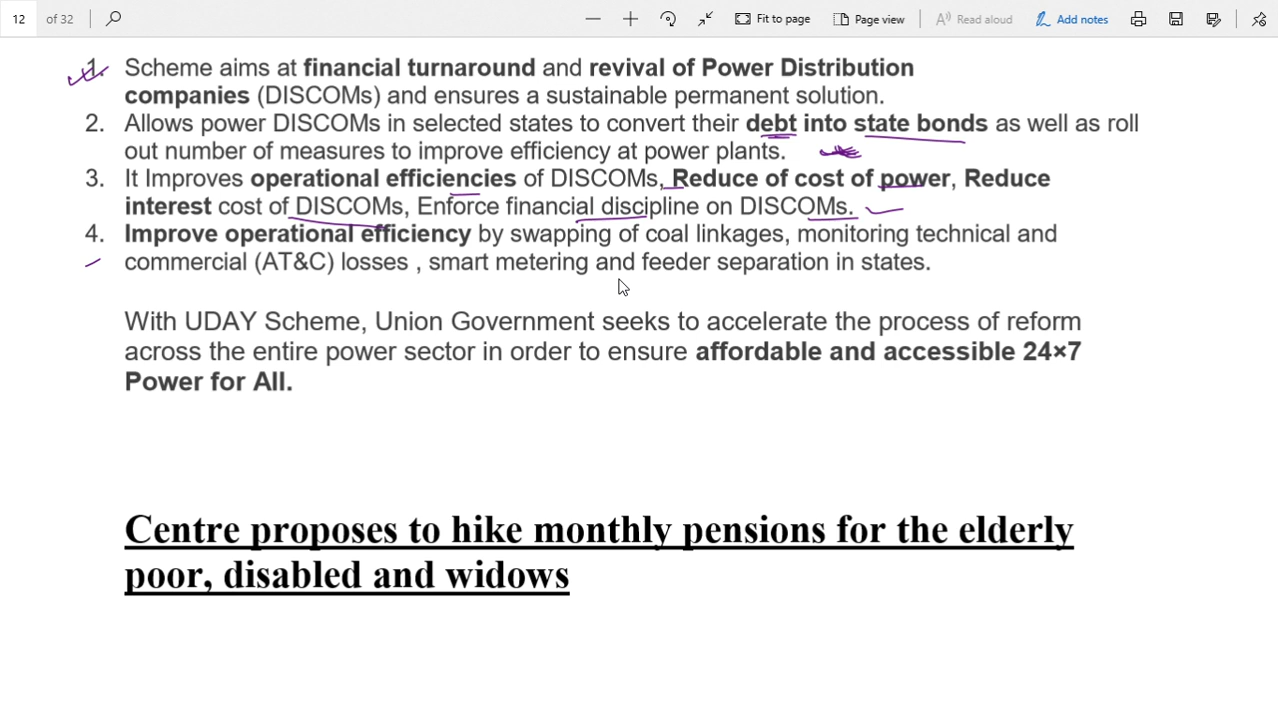 12 of 32 Fit to page Page view Read aloud Add notes
1. Scheme aims at financial turnaround and revival of Power Distribution
companies (DISCOMs) and ensures a sustainable permanent solution.
2. Allows power DISCOMs in selected states to convert their debt into state bonds as well as roll
out number of measures to improve efficiency at power plants.
3. It Improves operational efficiencies of DISCOMs, Reduce of cost of power, Reduce
interest cost of DISCOMs, Enforce financial discipline on DISCOMs.
4. Improve operational efficiency by swapping of coal linkages, monitoring technical and
commercial (AT&C) losses , smart metering and feeder separation in states.
With UDAY Scheme, Union Government seeks to accelerate the process of reform
across the entire power sector in order to ensure affordable and accessible 24×7
Power for All.
Centre proposes to hike monthly pensions for the elderly
poor, disabled and widows